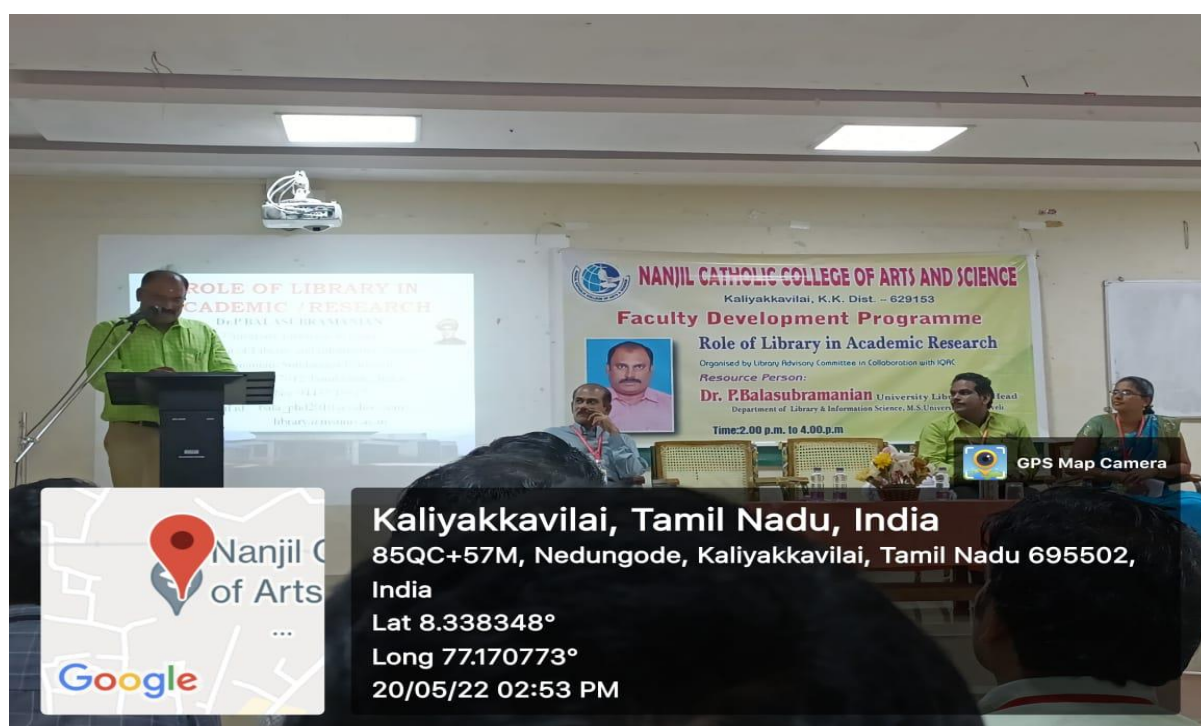 ROLE OF LIBRARY IN
ACADEMIC / RESEARCH
Dr.P.BALASUBRAMANIAN
NANJIL CATHOLIC COLLEGE OF ARTS AND SCIENCE
Kaliyakkavilai, K.K. Dist. – 629153
Faculty Development Programme
Role of Library in Academic Research
Organised by Library Advisory Committee in Collaboration with IQAC
Resource Person:
Dr. P.Balasubramanian University
Department of Library & Information Science, M.S.
Time:2.00 p.m. to 4.00.p.m
GPS Map Camera
Nanjil
of Arts
...
Google
Kaliyakkavilai, Tamil Nadu, India
85QC+57M, Nedungode, Kaliyakkavilai, Tamil Nadu 695502,
India
Lat 8.338348°
Long 77.170773°
20/05/22 02:53 PM